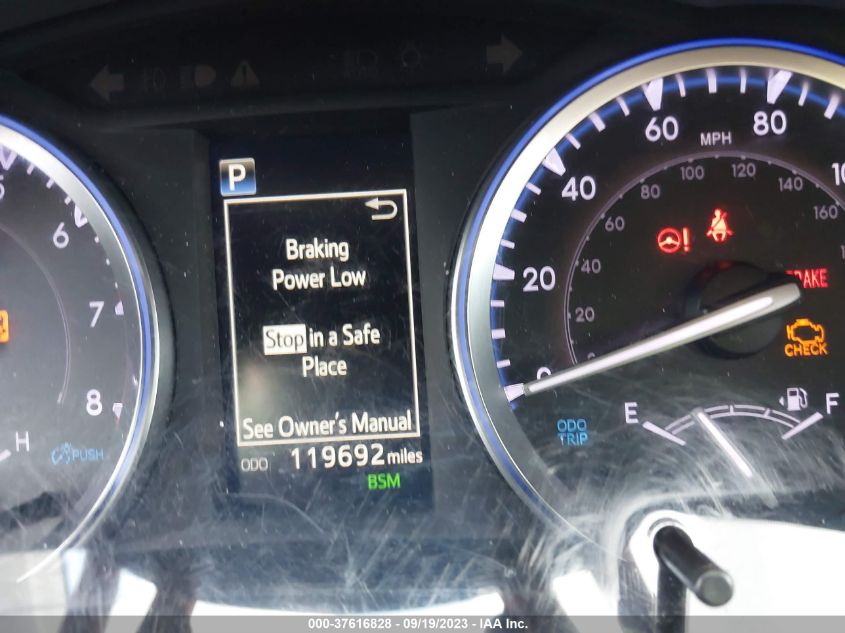 60
MPH
80
40
80
100
120
140
160
60
5
P
6
Braking
Power Low
BRAKE
20
40
7
Stop in a Safe
Place
20
CHECK
0
8
See Owner's Manual
E
F
H
PUSH
ODO 119692 miles
ODO
TRIP
BSM
000-37616828 - 09/19/2023 - IAA Inc.